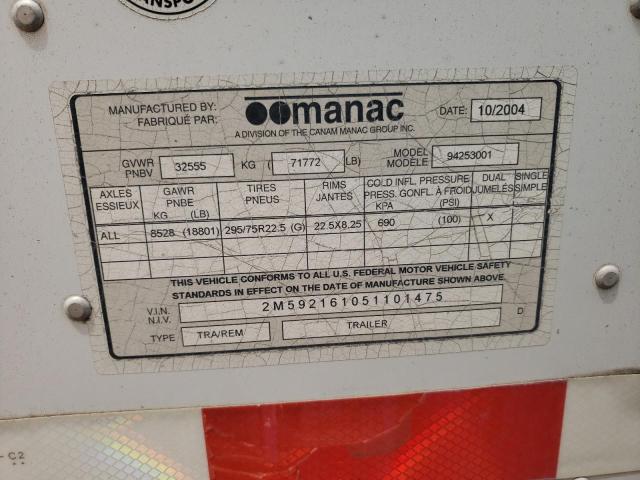 MANUFACTURED BY: manac DATE: 10/2004
FABRIQUÉ PAR:
A DIVISION OF THE CANAM MANAC GROUP INC.
GVWR 32555 KG ( 71772 LB) MODEL 94253001
PNBV MODÈLE
AXLES GAWR TIRES RIMS COLD INFL. PRESSURE DUAL SINGLE
ESSIEUX PNBE PNEUS JANTES PRESS. GONFL. À FROID JUMELÉS SIMPLE
KG (LB) KPA (PSI)
ALL 8528 (18801) 295/75R22.5 (G) 22.5X8.25 690 (100) X
THIS VEHICLE CONFORMS TO ALL U.S. FEDERAL MOTOR VEHICLE SAFETY
STANDARDS IN EFFECT ON THE DATE OF MANUFACTURE SHOWN ABOVE
V.I.N. 2M592161051101475 D
N.I.V.
TYPE TRA/REM TRAILER
-C2